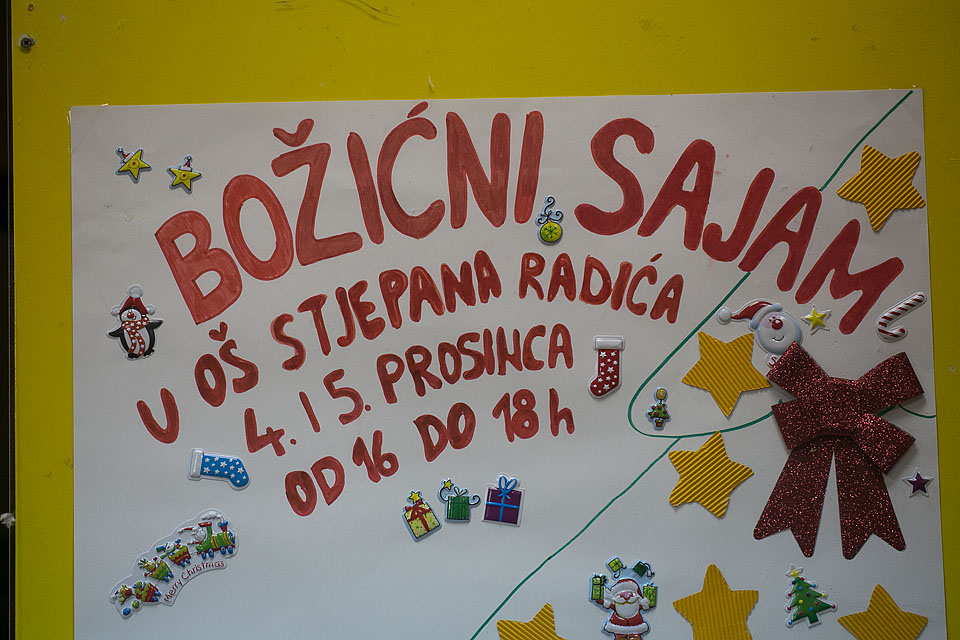 BOŽIĆNI SAJAM
U OŠ STJEPANA RADIĆA
4. I 5. PROSINCA
OD 16 DO 18 h
Merry Christmas